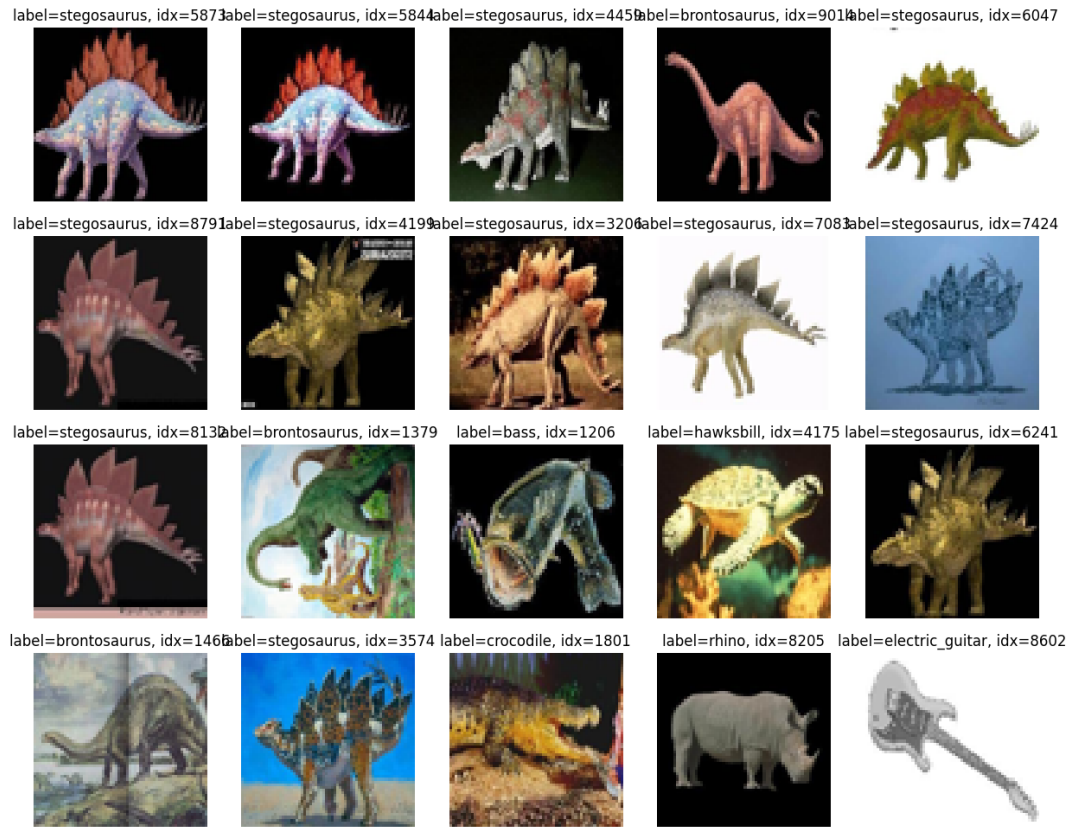 label=stegosaurus, idx=5873
label=stegosaurus, idx=5844
label=stegosaurus, idx=4459
label=brontosaurus, idx=9014
label=stegosaurus, idx=6047
label=stegosaurus, idx=8791
label=stegosaurus, idx=4199
label=stegosaurus, idx=3206
label=stegosaurus, idx=7083
label=stegosaurus, idx=7424
label=stegosaurus, idx=8132
label=brontosaurus, idx=1379
label=bass, idx=1206
label=hawksbill, idx=4175
label=stegosaurus, idx=6241
label=brontosaurus, idx=1466
label=stegosaurus, idx=3574
label=crocodile, idx=1801
label=rhino, idx=8205
label=electric_guitar, idx=8602